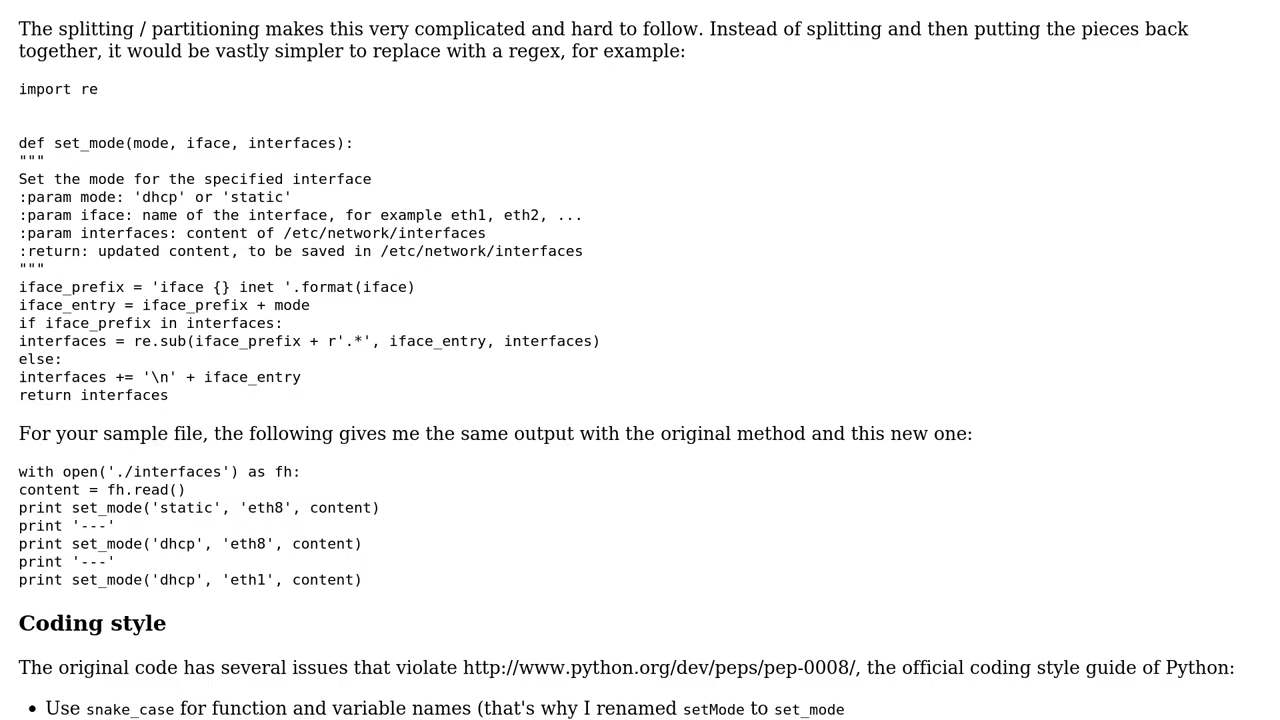 The splitting / partitioning makes this very complicated and hard to follow. Instead of splitting and then putting the pieces back
together, it would be vastly simpler to replace with a regex, for example:
import re
def set_mode(mode, iface, interfaces):
"""
Set the mode for the specified interface
:param mode: 'dhcp' or 'static'
:param iface: name of the interface, for example eth1, eth2, ...
:param interfaces: content of /etc/network/interfaces
:return: updated content, to be saved in /etc/network/interfaces
"""
iface_prefix = 'iface {} inet '.format(iface)
iface_entry = iface_prefix + mode
if iface_prefix in interfaces:
interfaces = re.sub(iface_prefix + r'.*', iface_entry, interfaces)
else:
interfaces += '\n' + iface_entry
return interfaces
For your sample file, the following gives me the same output with the original method and this new one:
with open('./interfaces') as fh:
content = fh.read()
print set_mode('static', 'eth8', content)
print '---'
print set_mode('dhcp', 'eth8', content)
print '---'
print set_mode('dhcp', 'eth1', content)
Coding style
The original code has several issues that violate http://www.python.org/dev/peps/pep-0008/, the official coding style guide of Python:
• Use snake_case for function and variable names (that's why I renamed setMode to set_mode